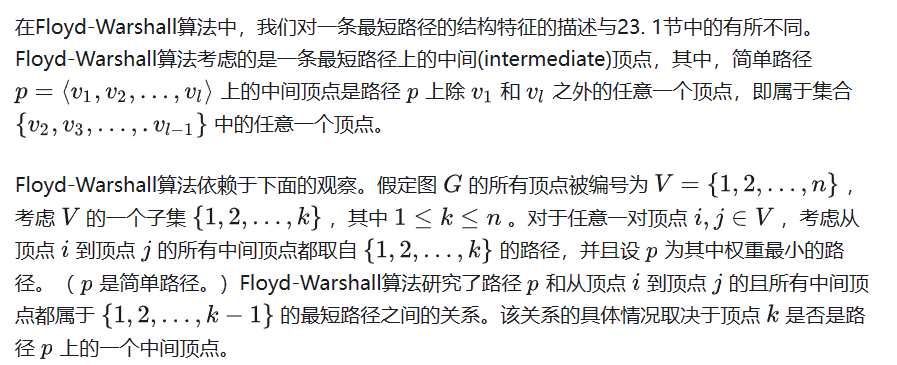 在Floyd-Warshall算法中，我们对一条最短路径的结构特征的描述与23. 1节中的有所不同。
Floyd-Warshall算法考虑的是一条最短路径上的中间(intermediate)顶点，其中，简单路径
p = ⟨v₁, v₂, . . . , vₗ⟩ 上的中间顶点是路径 p 上除 v₁ 和 vₗ 之外的任意一个顶点，即属于集合
{v₂, v₃, . . . , . vₗ₋₁} 中的任意一个顶点。
Floyd-Warshall算法依赖于下面的观察。假定图 G 的所有顶点被编号为 V = {1, 2, . . . , n} ，
考虑 V 的一个子集 {1, 2, . . . , k} ，其中 1 ≤ k ≤ n 。对于任意一对顶点 i, j ∈ V ，考虑从
顶点 i 到顶点 j 的所有中间顶点都取自 {1, 2, . . . , k} 的路径，并且设 p 为其中权重最小的路
径。（ p 是简单路径。）Floyd-Warshall算法研究了路径 p 和从顶点 i 到顶点 j 的且所有中间顶
点都属于 {1, 2, . . . , k − 1} 的最短路径之间的关系。该关系的具体情况取决于顶点 k 是否是路
径 p 上的一个中间顶点。